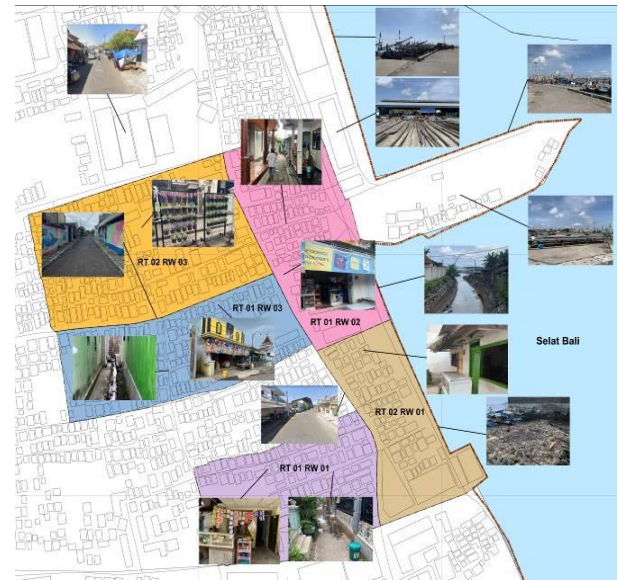 RT 02 RW 03
RT 01 RW 03
RT 01 RW 02
Selat Bali
RT 02 RW 01
RT 01 RW 01